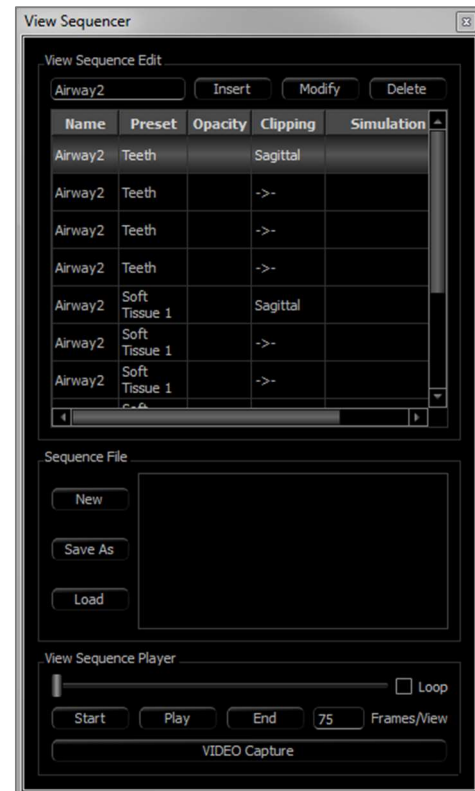 View Sequencer
View Sequence Edit
Airway2 Insert Modify Delete
Name Preset Opacity Clipping Simulation
Airway2 Teeth Sagittal
Airway2 Teeth ->-
Airway2 Teeth ->-
Airway2 Teeth ->-
Airway2 Soft Tissue 1 Sagittal
Airway2 Soft Tissue 1 ->-
Airway2 Soft Tissue 1 ->-
Sequence File
New
Save As
Load
View Sequence Player
Loop
Start Play End 75 Frames/View
VIDEO Capture